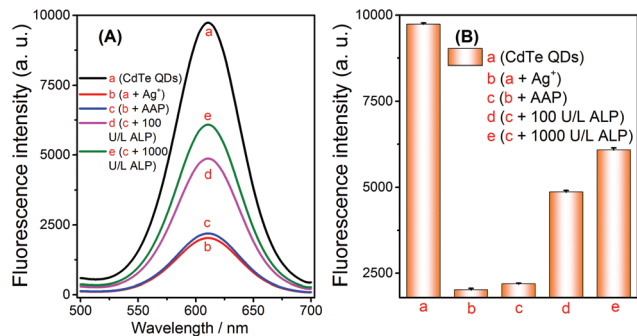 (A)
Fluorescence intensity (a. u.)
10000
7500
5000
2500
0
500
550
600
650
700
Wavelength / nm
a (CdTe QDs)
b (a + Ag⁺)
c (b + AAP)
d (c + 100
U/L ALP)
e (c + 1000
U/L ALP)
a
e
d
c
b
(B)
Fluorescence intensity (a. u.)
10000
7500
5000
2500
a (CdTe QDs)
b (a + Ag⁺)
c (b + AAP)
d (c + 100 U/L ALP)
e (c + 1000 U/L ALP)
a
b
c
d
e